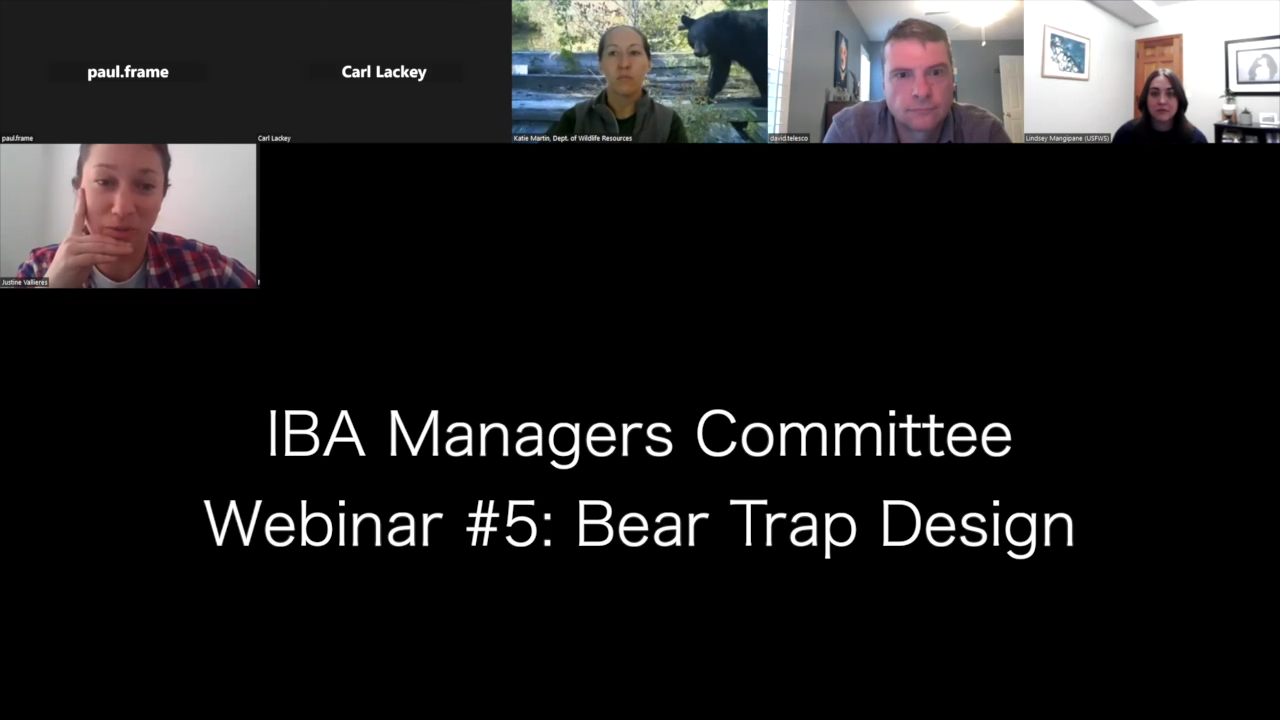 paul.frame
Carl Lackey
paul.frame
Carl Lackey
Katie Martin, Dept. of Wildlife Resources
david.telesco
Lindsey Mangipane (USFWS)
Justine Vallieres
IBA Managers Committee
Webinar #5: Bear Trap Design